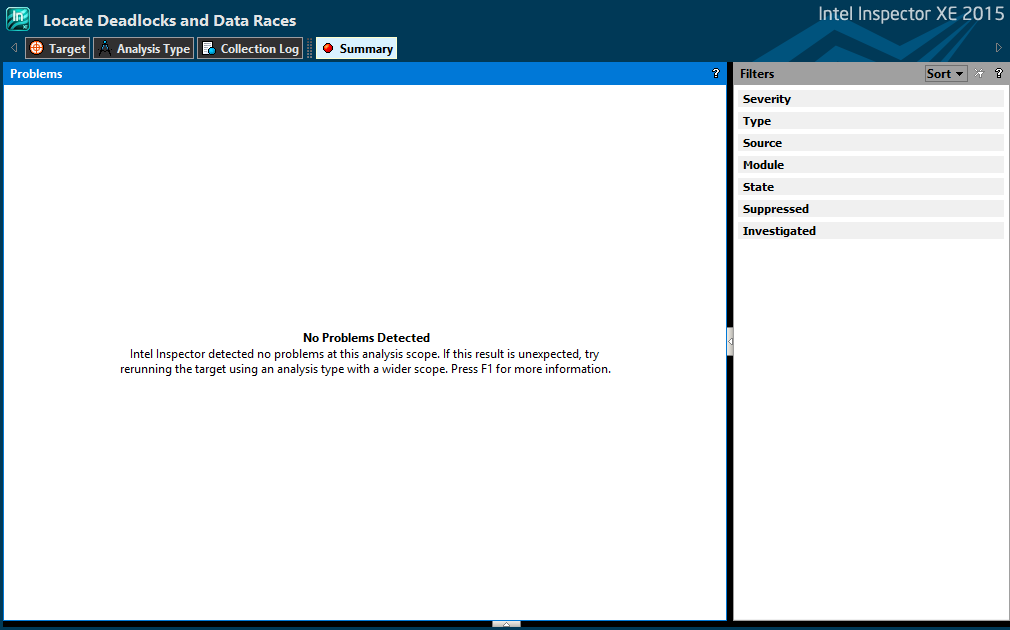 Locate Deadlocks and Data Races
Intel Inspector XE 2015
Target
Analysis Type
Collection Log
Summary
Problems
?
Filters
Sort
?
Severity
Type
Source
Module
State
Suppressed
Investigated
No Problems Detected
Intel Inspector detected no problems at this analysis scope. If this result is unexpected, try
rerunning the target using an analysis type with a wider scope. Press F1 for more information.